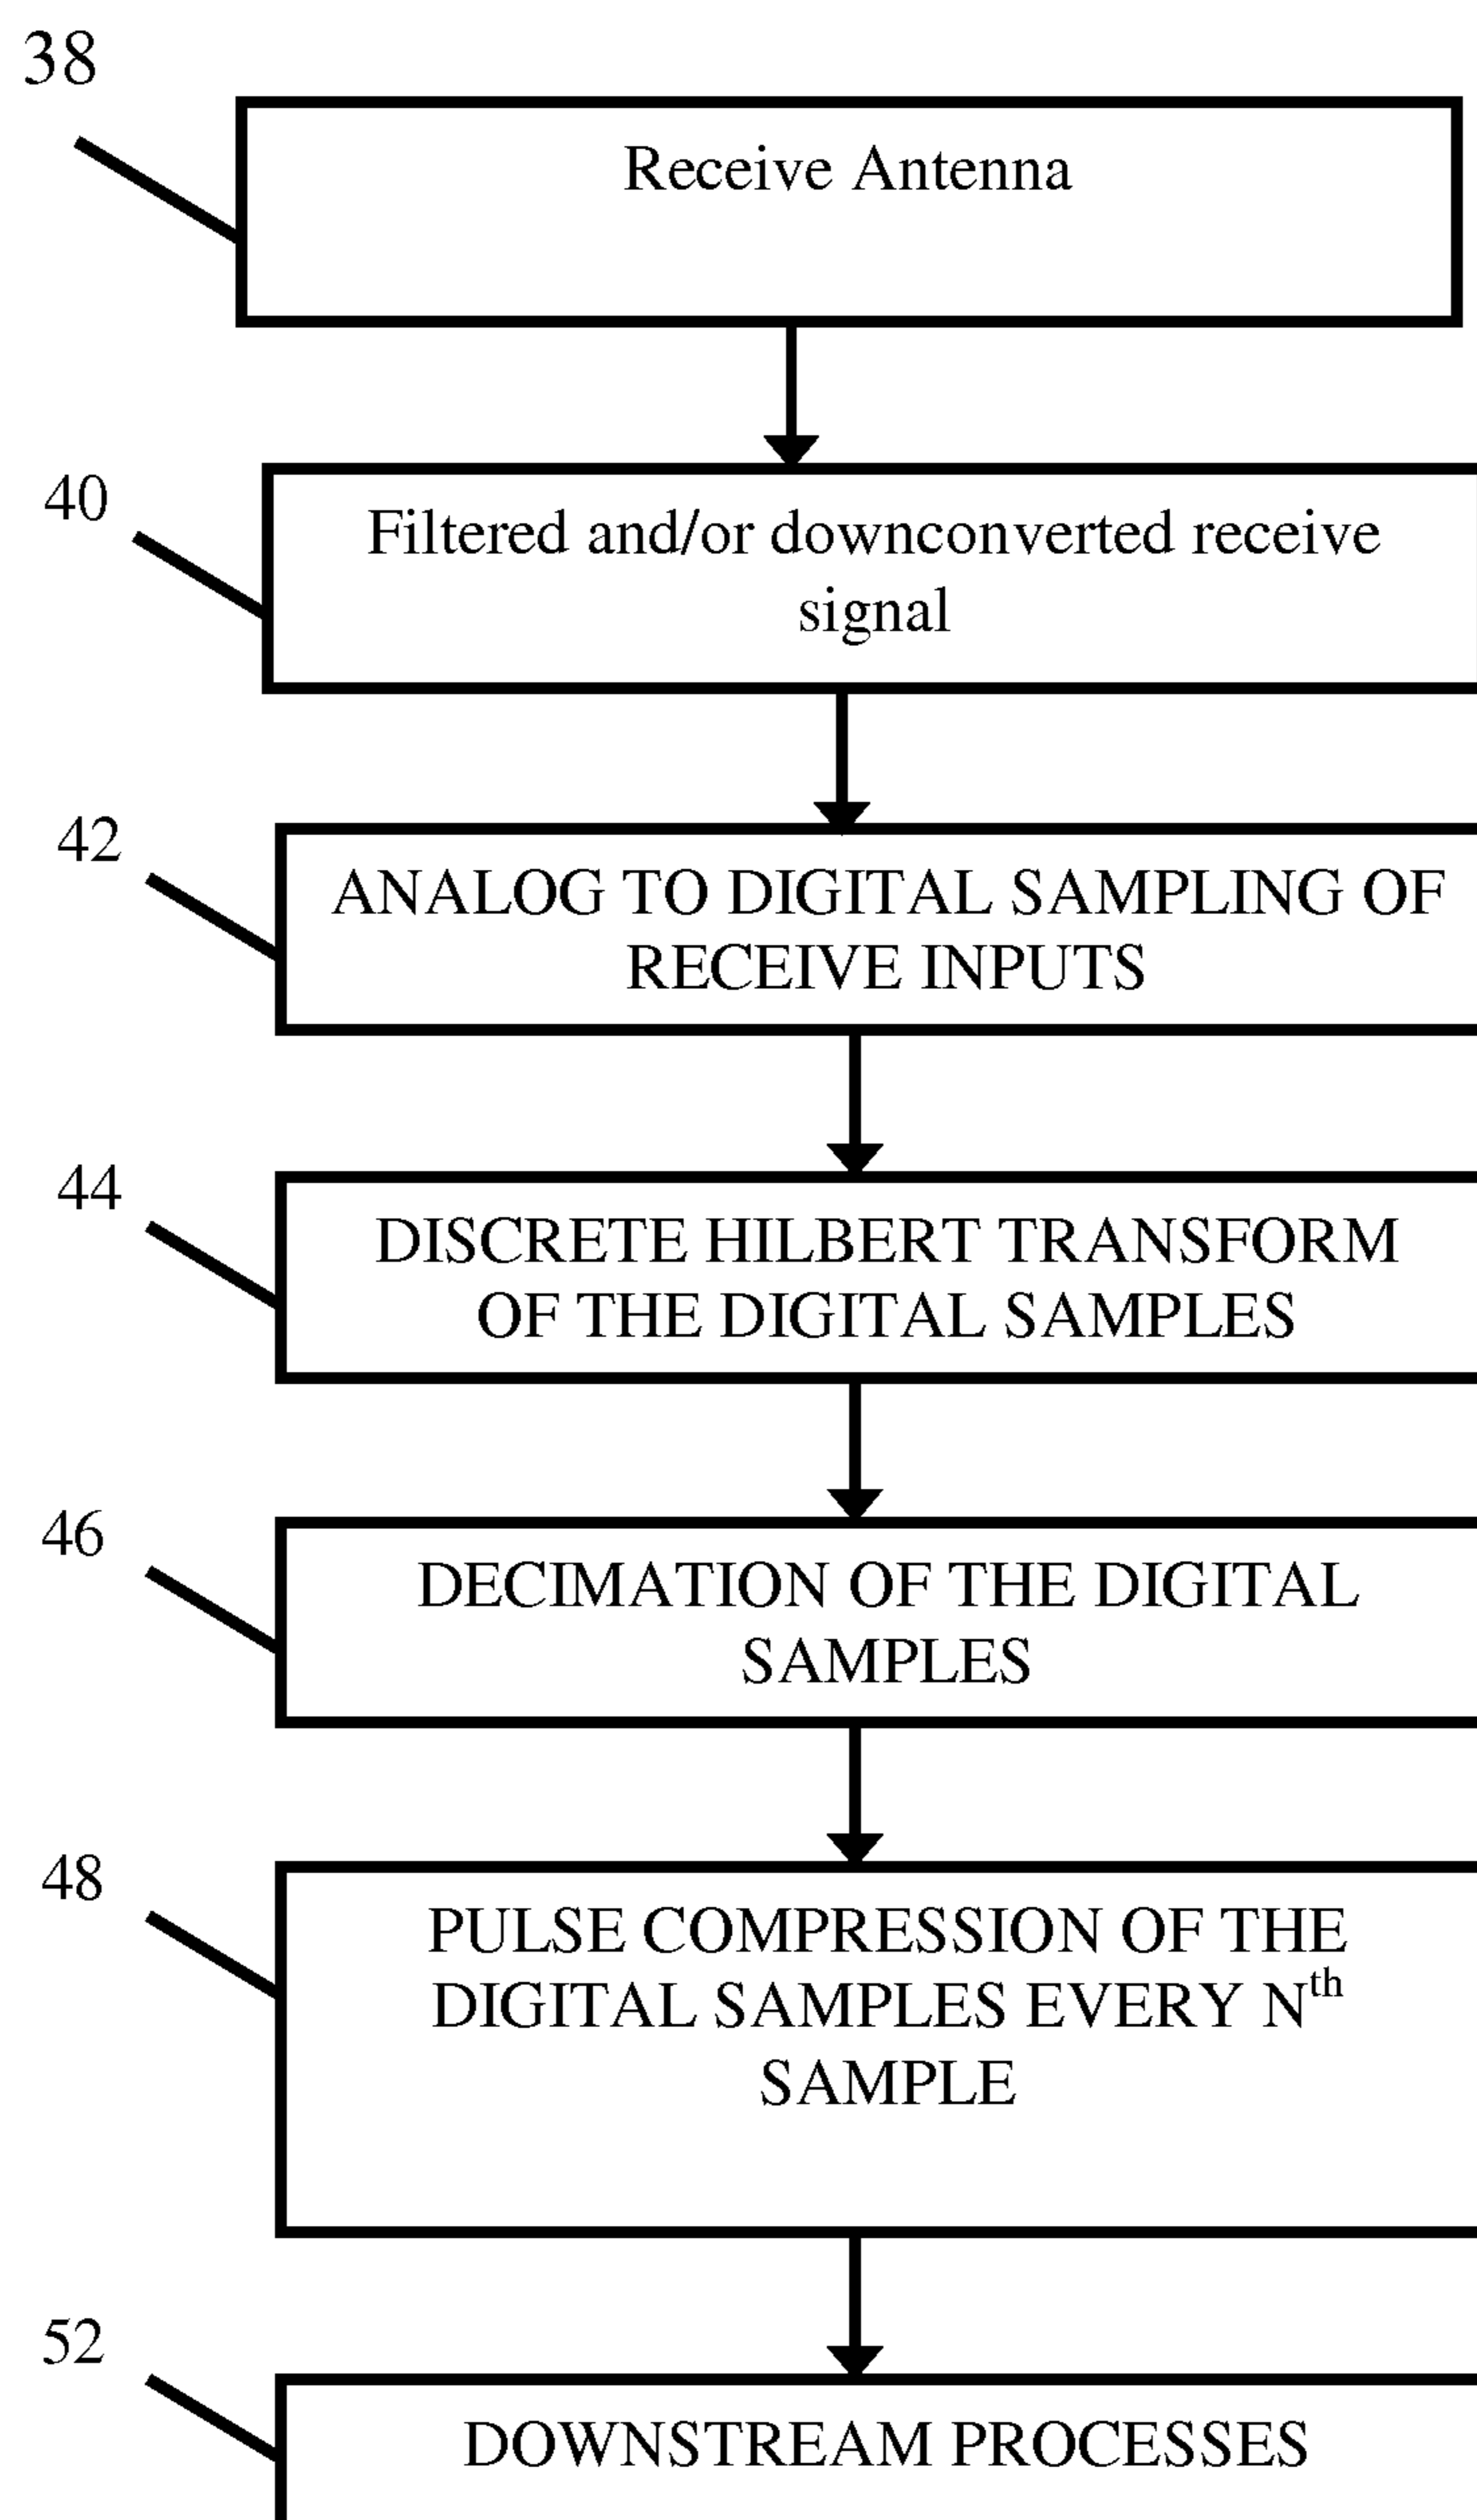 38
Receive Antenna
40
Filtered and/or downconverted receive
signal
42
ANALOG TO DIGITAL SAMPLING OF
RECEIVE INPUTS
44
DISCRETE HILBERT TRANSFORM
OF THE DIGITAL SAMPLES
46
DECIMATION OF THE DIGITAL
SAMPLES
48
PULSE COMPRESSION OF THE
DIGITAL SAMPLES EVERY Nth
SAMPLE
52
DOWNSTREAM PROCESSES